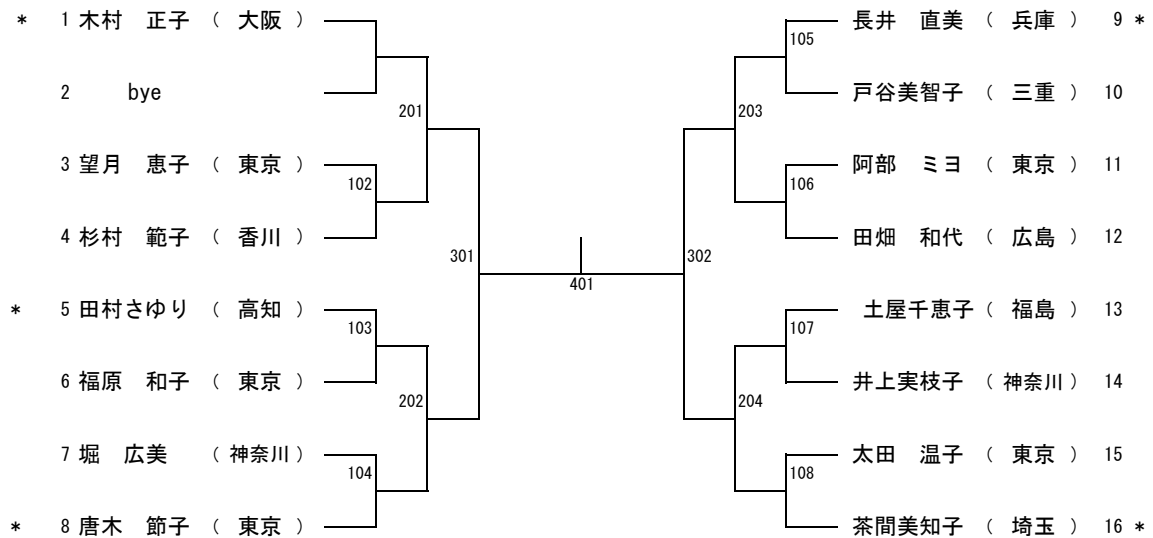 * 1 木村 正子 ( 大阪 )
2 bye
201
3 望月 恵子 ( 東京 )
102
4 杉村 範子 ( 香川 )
301
* 5 田村さゆり ( 高知 )
103
6 福原 和子 ( 東京 )
202
7 堀 広美 ( 神奈川 )
104
* 8 唐木 節子 ( 東京 )
401
長井 直美 ( 兵庫 ) 9 *
105
戸谷美智子 ( 三重 ) 10
203
阿部 ミヨ ( 東京 ) 11
106
田畑 和代 ( 広島 ) 12
302
土屋千恵子 ( 福島 ) 13
107
井上実枝子 ( 神奈川 ) 14
204
太田 温子 ( 東京 ) 15
108
茶間美知子 ( 埼玉 ) 16 *